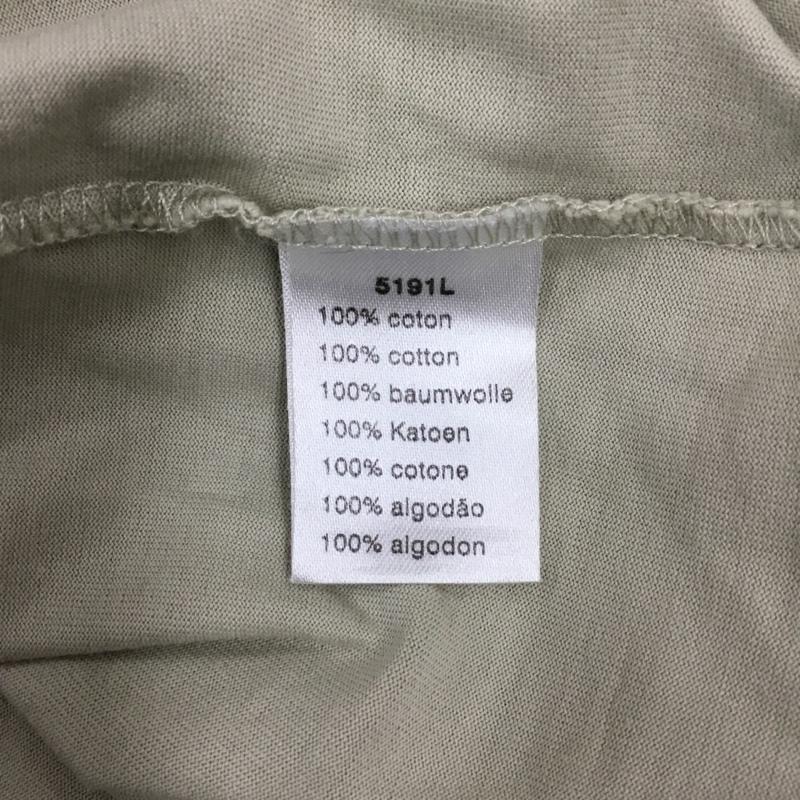 5191L
100% coton
100% cotton
100% baumwolle
100% Katoen
100% cotone
100% algodão
100% algodon